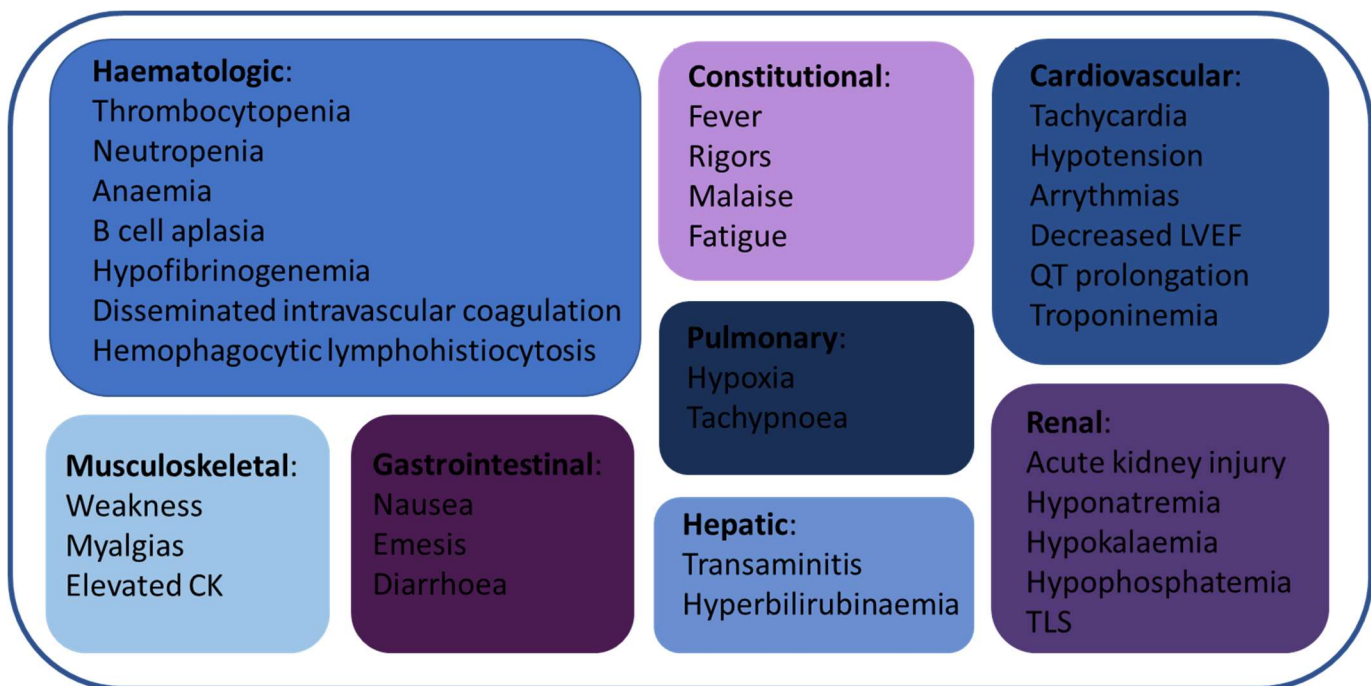 Haematologic:
Thrombocytopenia
Neutropenia
Anaemia
B cell aplasia
Hypofibrinogenemia
Disseminated intravascular coagulation
Hemophagocytic lymphohistiocytosis
Constitutional:
Fever
Rigors
Malaise
Fatigue
Cardiovascular:
Tachycardia
Hypotension
Arrythmias
Decreased LVEF
QT prolongation
Troponinemia
Pulmonary:
Hypoxia
Tachypnoea
Musculoskeletal:
Weakness
Myalgias
Elevated CK
Gastrointestinal:
Nausea
Emesis
Diarrhoea
Hepatic:
Transaminitis
Hyperbilirubinaemia
Renal:
Acute kidney injury
Hyponatremia
Hypokalaemia
Hypophosphatemia
TLS